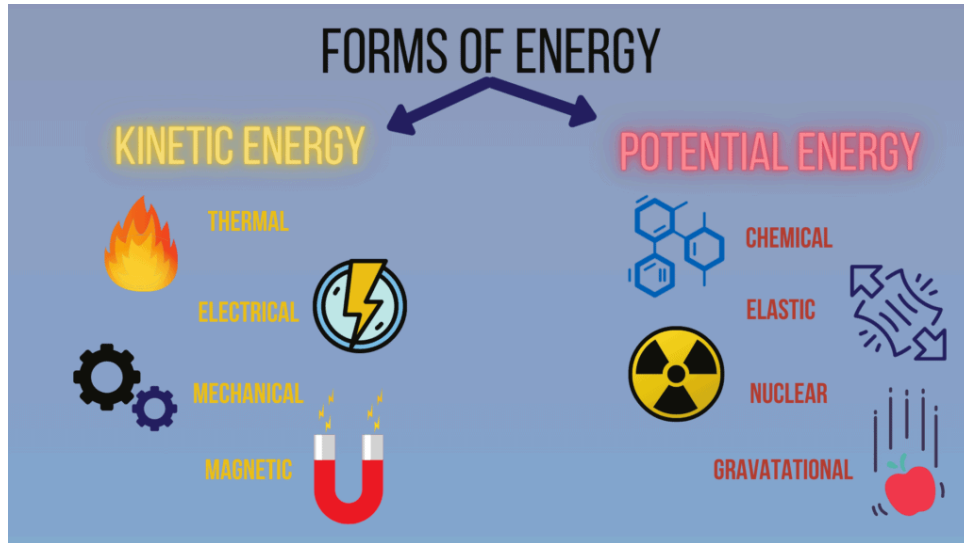 FORMS OF ENERGY
KINETIC ENERGY
THERMAL
ELECTRICAL
MECHANICAL
MAGNETIC
POTENTIAL ENERGY
CHEMICAL
ELASTIC
NUCLEAR
GRAVATATIONAL